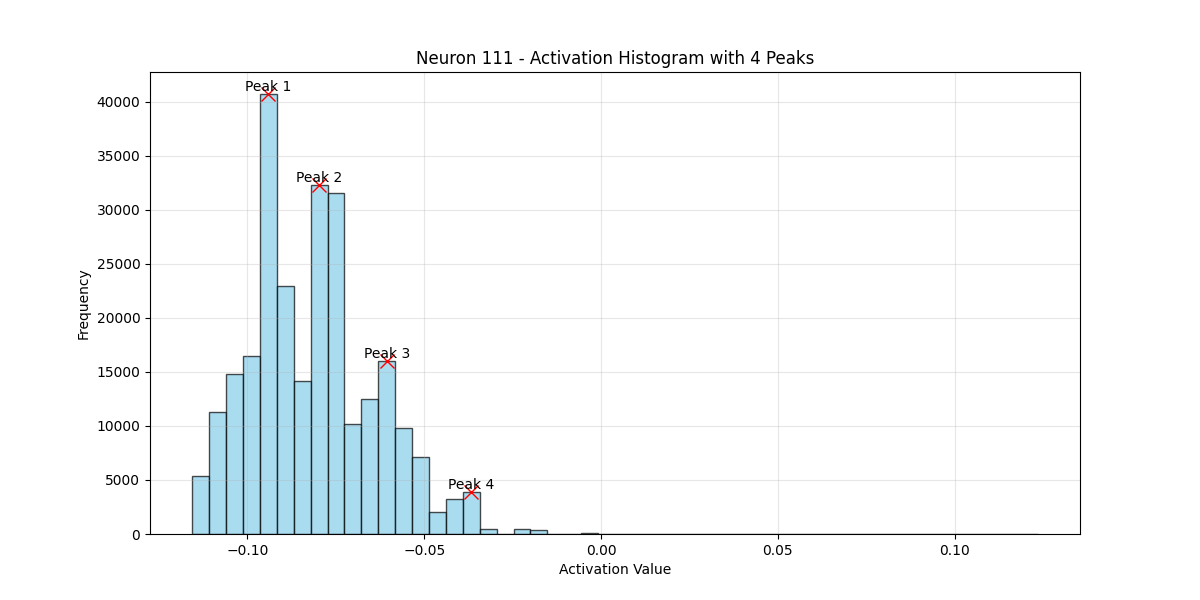 Neuron 111 - Activation Histogram with 4 Peaks
Peak 1
Peak 2
Peak 3
Peak 4
Frequency
40000
35000
30000
25000
20000
15000
10000
5000
0
−0.10
−0.05
0.00
0.05
0.10
Activation Value